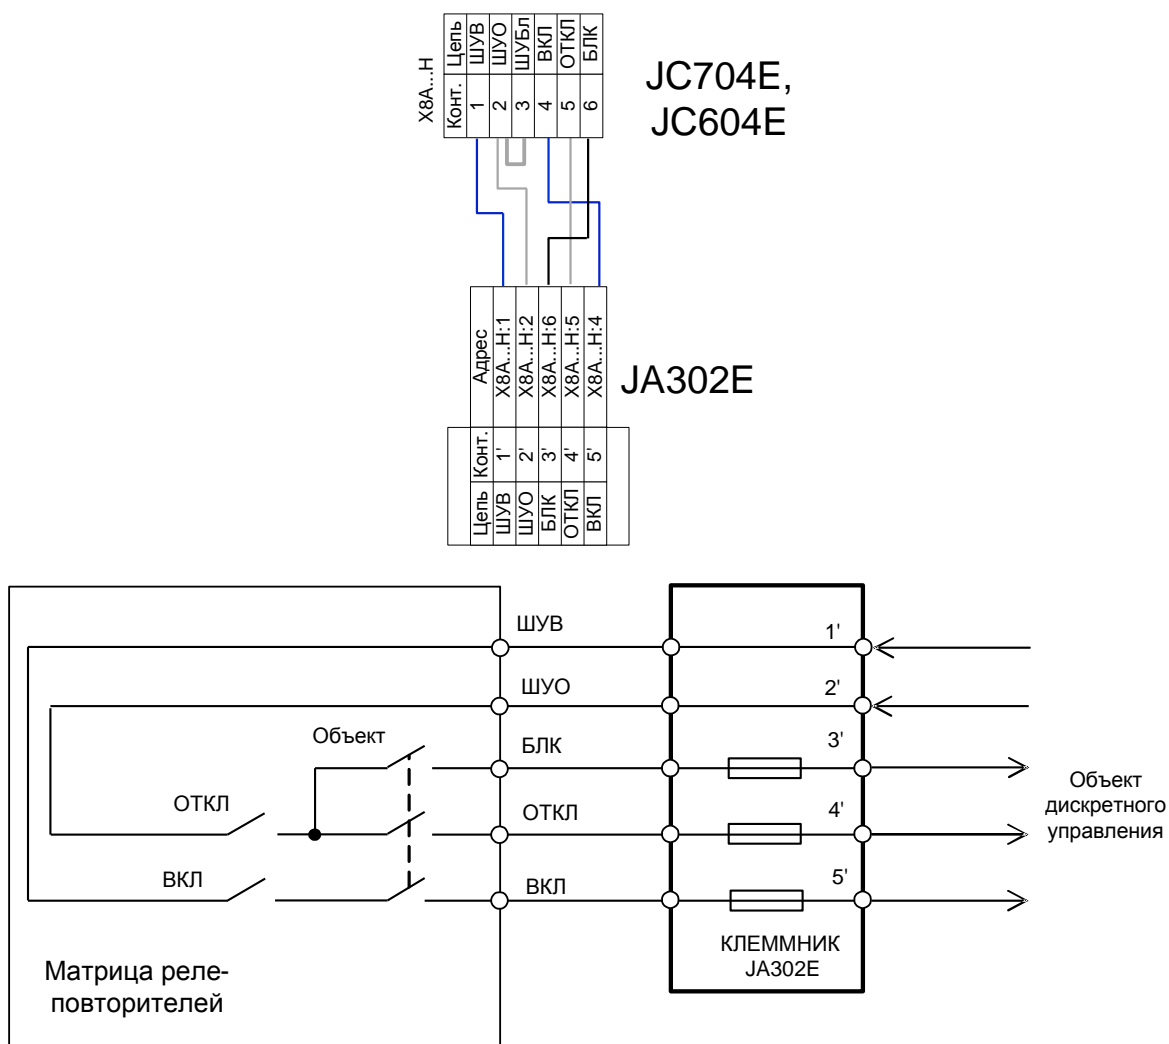 X8A...H
Цепь
ШУВ
ШУО
ШУБл
ВКЛ
ОТКЛ
БЛК
Конт.
1
2
3
4
5
6
JC704E,
JC604E
Адрес
X8A...H:1
X8A...H:2
X8A...H:6
X8A...H:5
X8A...H:4
JA302E
Конт.
1'
2'
3'
4'
5'
Цепь
ШУВ
ШУО
БЛК
ОТКЛ
ВКЛ
ШУВ
1'
ШУО
2'
Объект
БЛК
3'
ОТКЛ
ОТКЛ
4'
Объект
дискретного
управления
ВКЛ
ВКЛ
5'
КЛЕММНИК
JA302E
Матрица реле-
повторителей